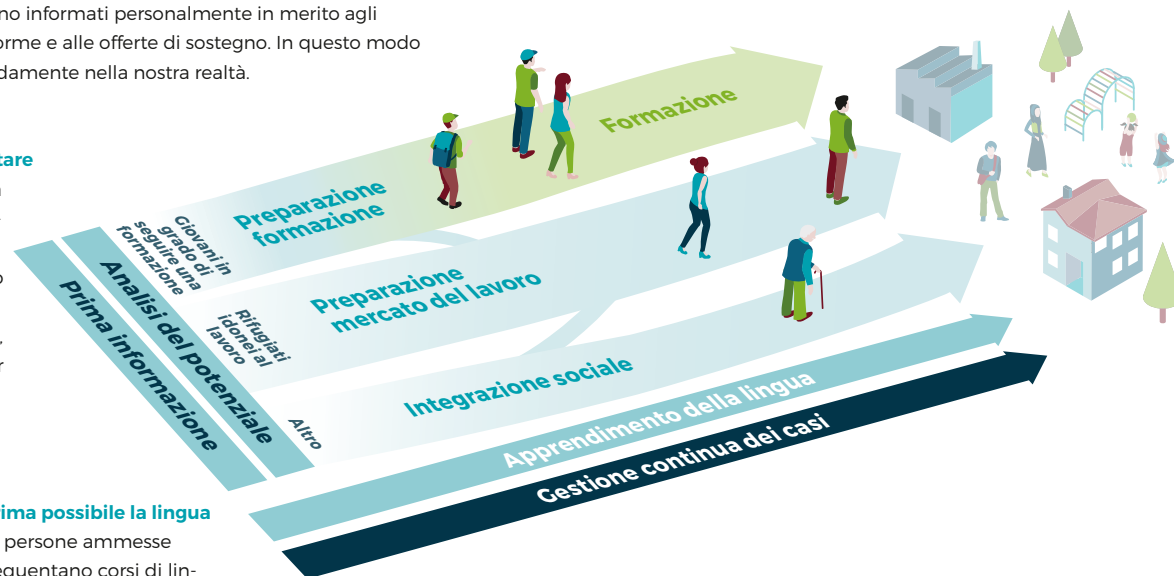 no informati personalmente in merito agli
orme e alle offerte di sostegno. In questo modo
damente nella nostra realtà.
tare
Prima informazione
Analisi del potenziale
Giovani in
grado di
seguire una
formazione
Preparazione
formazione
Formazione
Rifugiati
idonei al
lavoro
Preparazione
mercato del lavoro
Altro
Integrazione sociale
Apprendimento della lingua
Gestione continua dei casi
rima possibile la lingua
persone ammesse
equentano corsi di lin-